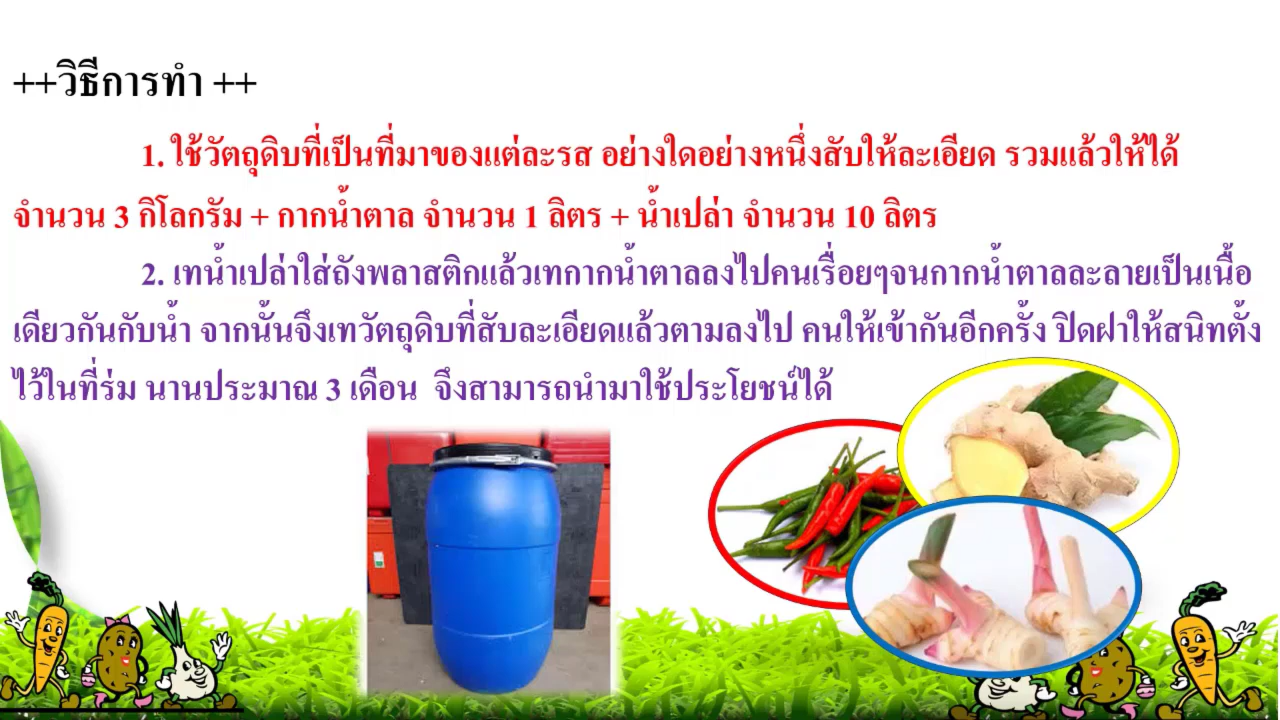 ++วิธีการทำ ++
1. ใช้วัตถุดิบที่เป็นที่มาของแต่ละรส อย่างใดอย่างหนึ่งสับให้ละเอียด รวมแล้วให้ได้
จำนวน 3 กิโลกรัม + กากน้ำตาล จำนวน 1 ลิตร + น้ำเปล่า จำนวน 10 ลิตร
2. เทน้ำเปล่าใส่ถังพลาสติกแล้วเทกากน้ำตาลลงไปคนเรื่อยๆจนกากน้ำตาลละลายเป็นเนื้อ
เดียวกันกับน้ำ จากนั้นจึงเทวัตถุดิบที่สับละเอียดแล้วตามลงไป คนให้เข้ากันอีกครั้ง ปิดฝาให้สนิทตั้ง
ไว้ในที่ร่ม นานประมาณ 3 เดือน จึงสามารถนำมาใช้ประโยชน์ได้